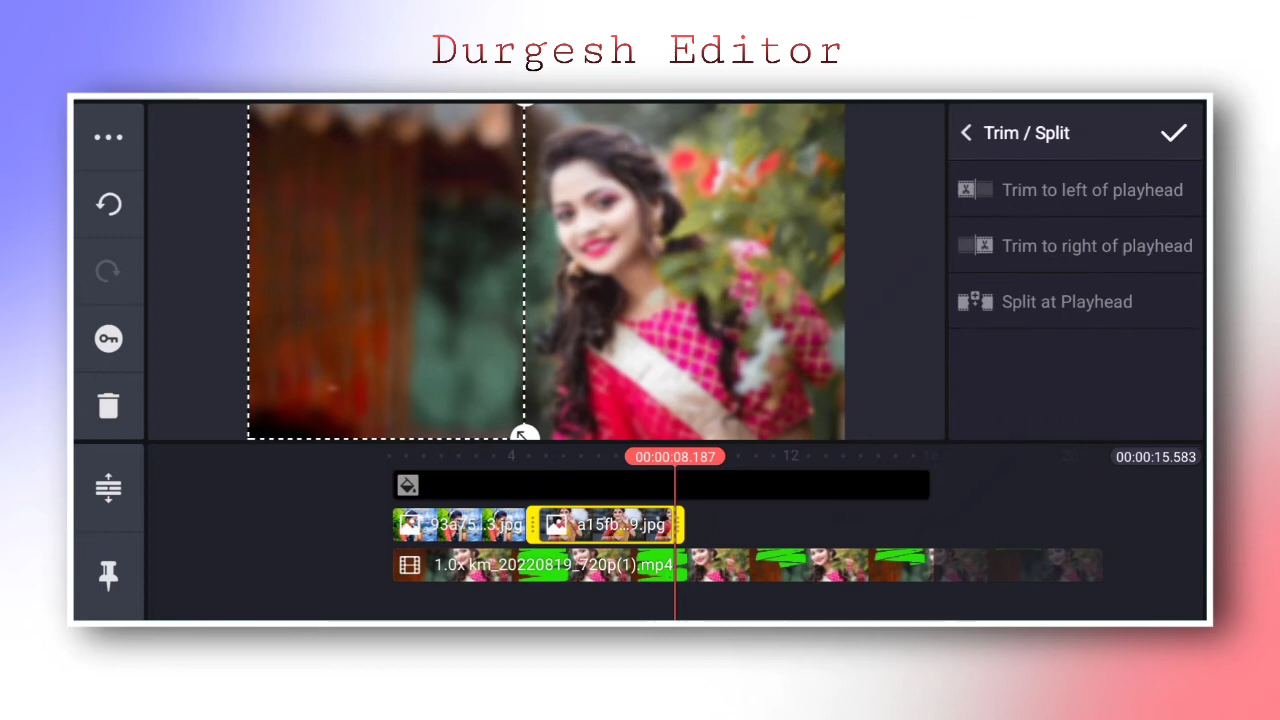 Durgesh Editor
Trim / Split
Trim to left of playhead
Trim to right of playhead
Split at Playhead
4
00:00:08.187
12
00:00:15.583
93a75...3.jpg
a15fb...9.jpg
1.0x km_20220819_720p(1).mp4